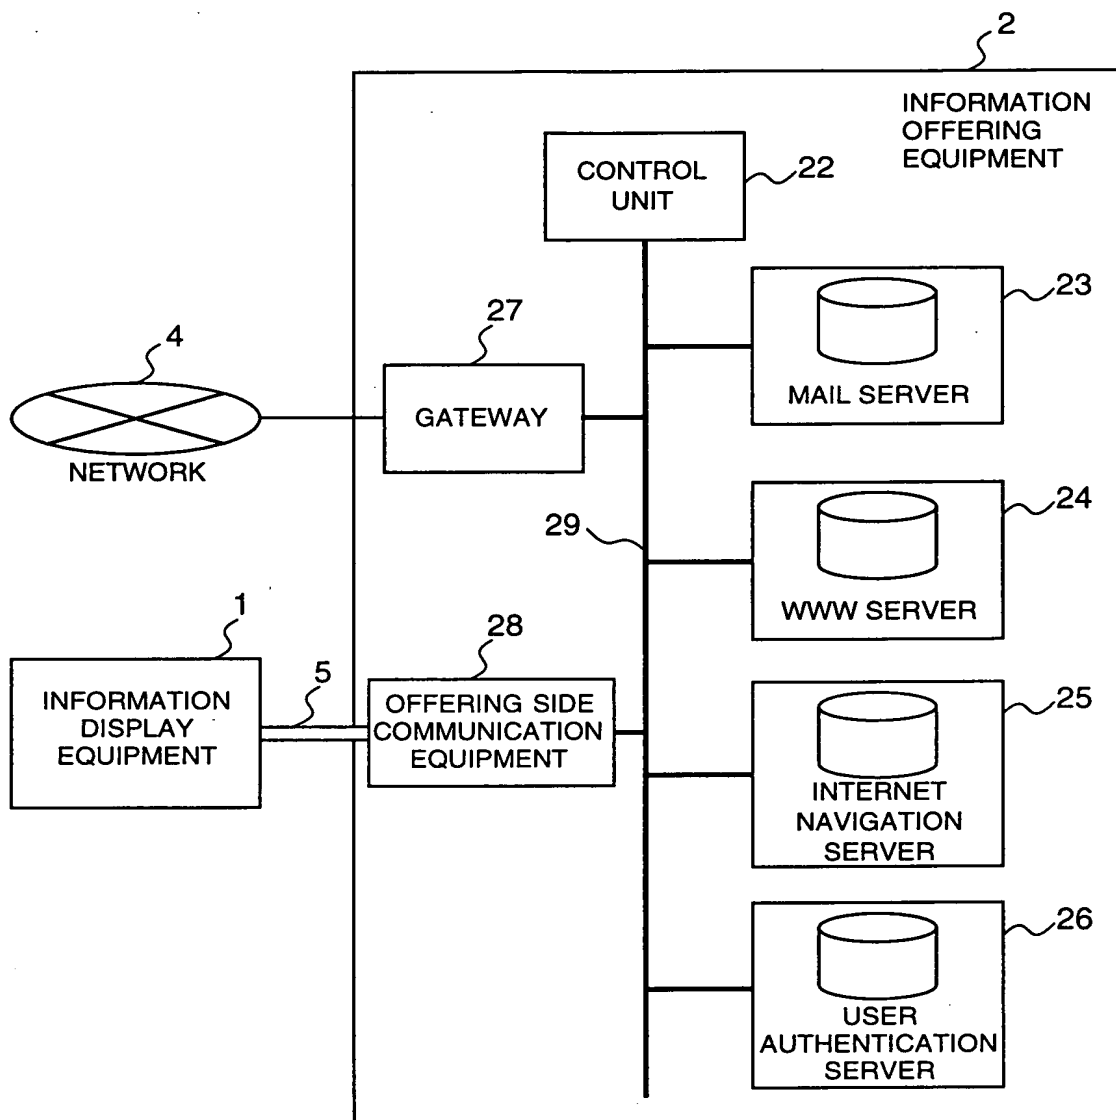 2
INFORMATION
OFFERING
EQUIPMENT
CONTROL
UNIT
22
23
MAIL SERVER
27
GATEWAY
4
NETWORK
24
WWW SERVER
29
1
INFORMATION
DISPLAY
EQUIPMENT
5
28
OFFERING SIDE
COMMUNICATION
EQUIPMENT
25
INTERNET
NAVIGATION
SERVER
26
USER
AUTHENTICATION
SERVER